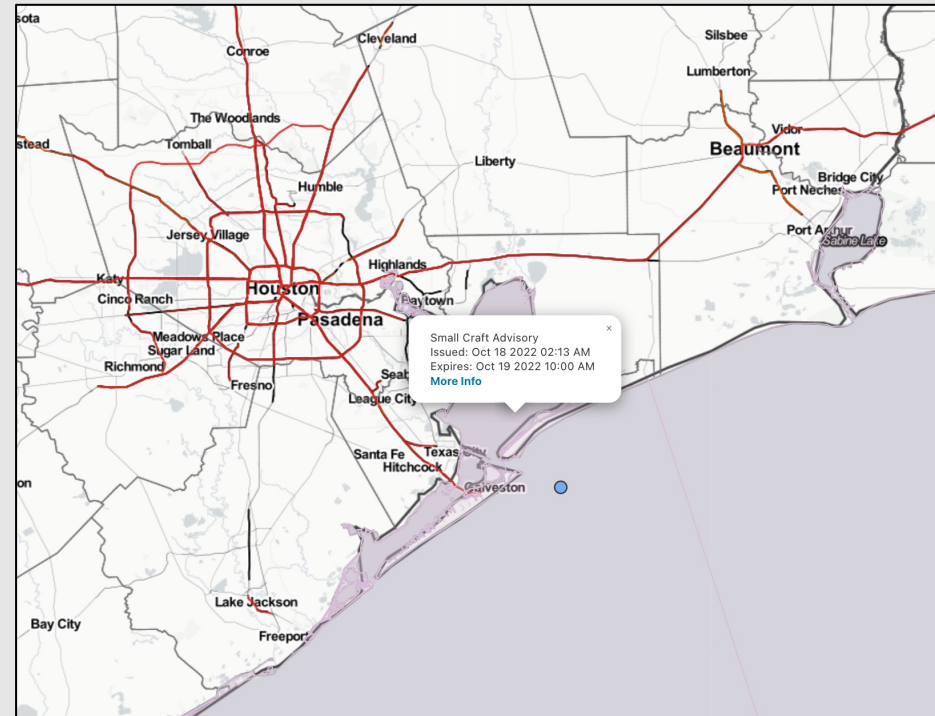 sota
Cleveland
Silsbee
Conroe
Lumberton
The Woodlands
Vidor
stead
Tomball
Beaumont
Liberty
Bridge City
Humble
Port Neches
Port Arthur
Jersey Village
Sabine Lake
Highlands
Katy
Houston
Cinco Ranch
Baytown
Pasadena
Small Craft Advisory
Issued: Oct 18 2022 02:13 AM
Expires: Oct 19 2022 10:00 AM
More Info
×
Meadows Place
Sugar Land
Richmond
Seab
Fresno
League City
Santa Fe
Texas City
Hitchcock
on
Galveston
Lake Jackson
Bay City
Freeport